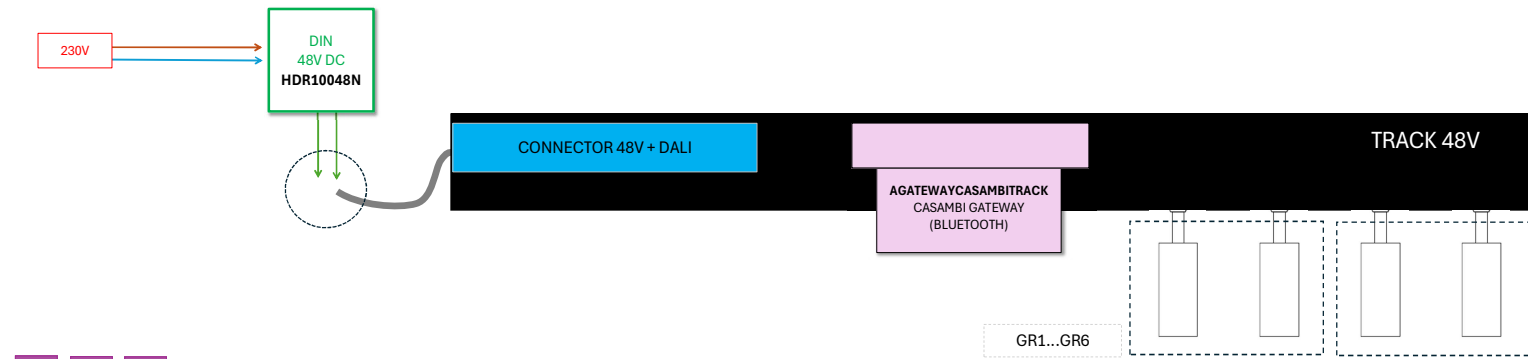 230V
DIN
48V DC
HDR10048N
CONNECTOR 48V + DALI
AGATEWAYCASAMBITRACK
CASAMBI GATEWAY
(BLUETOOTH)
TRACK 48V
GR1...GR6